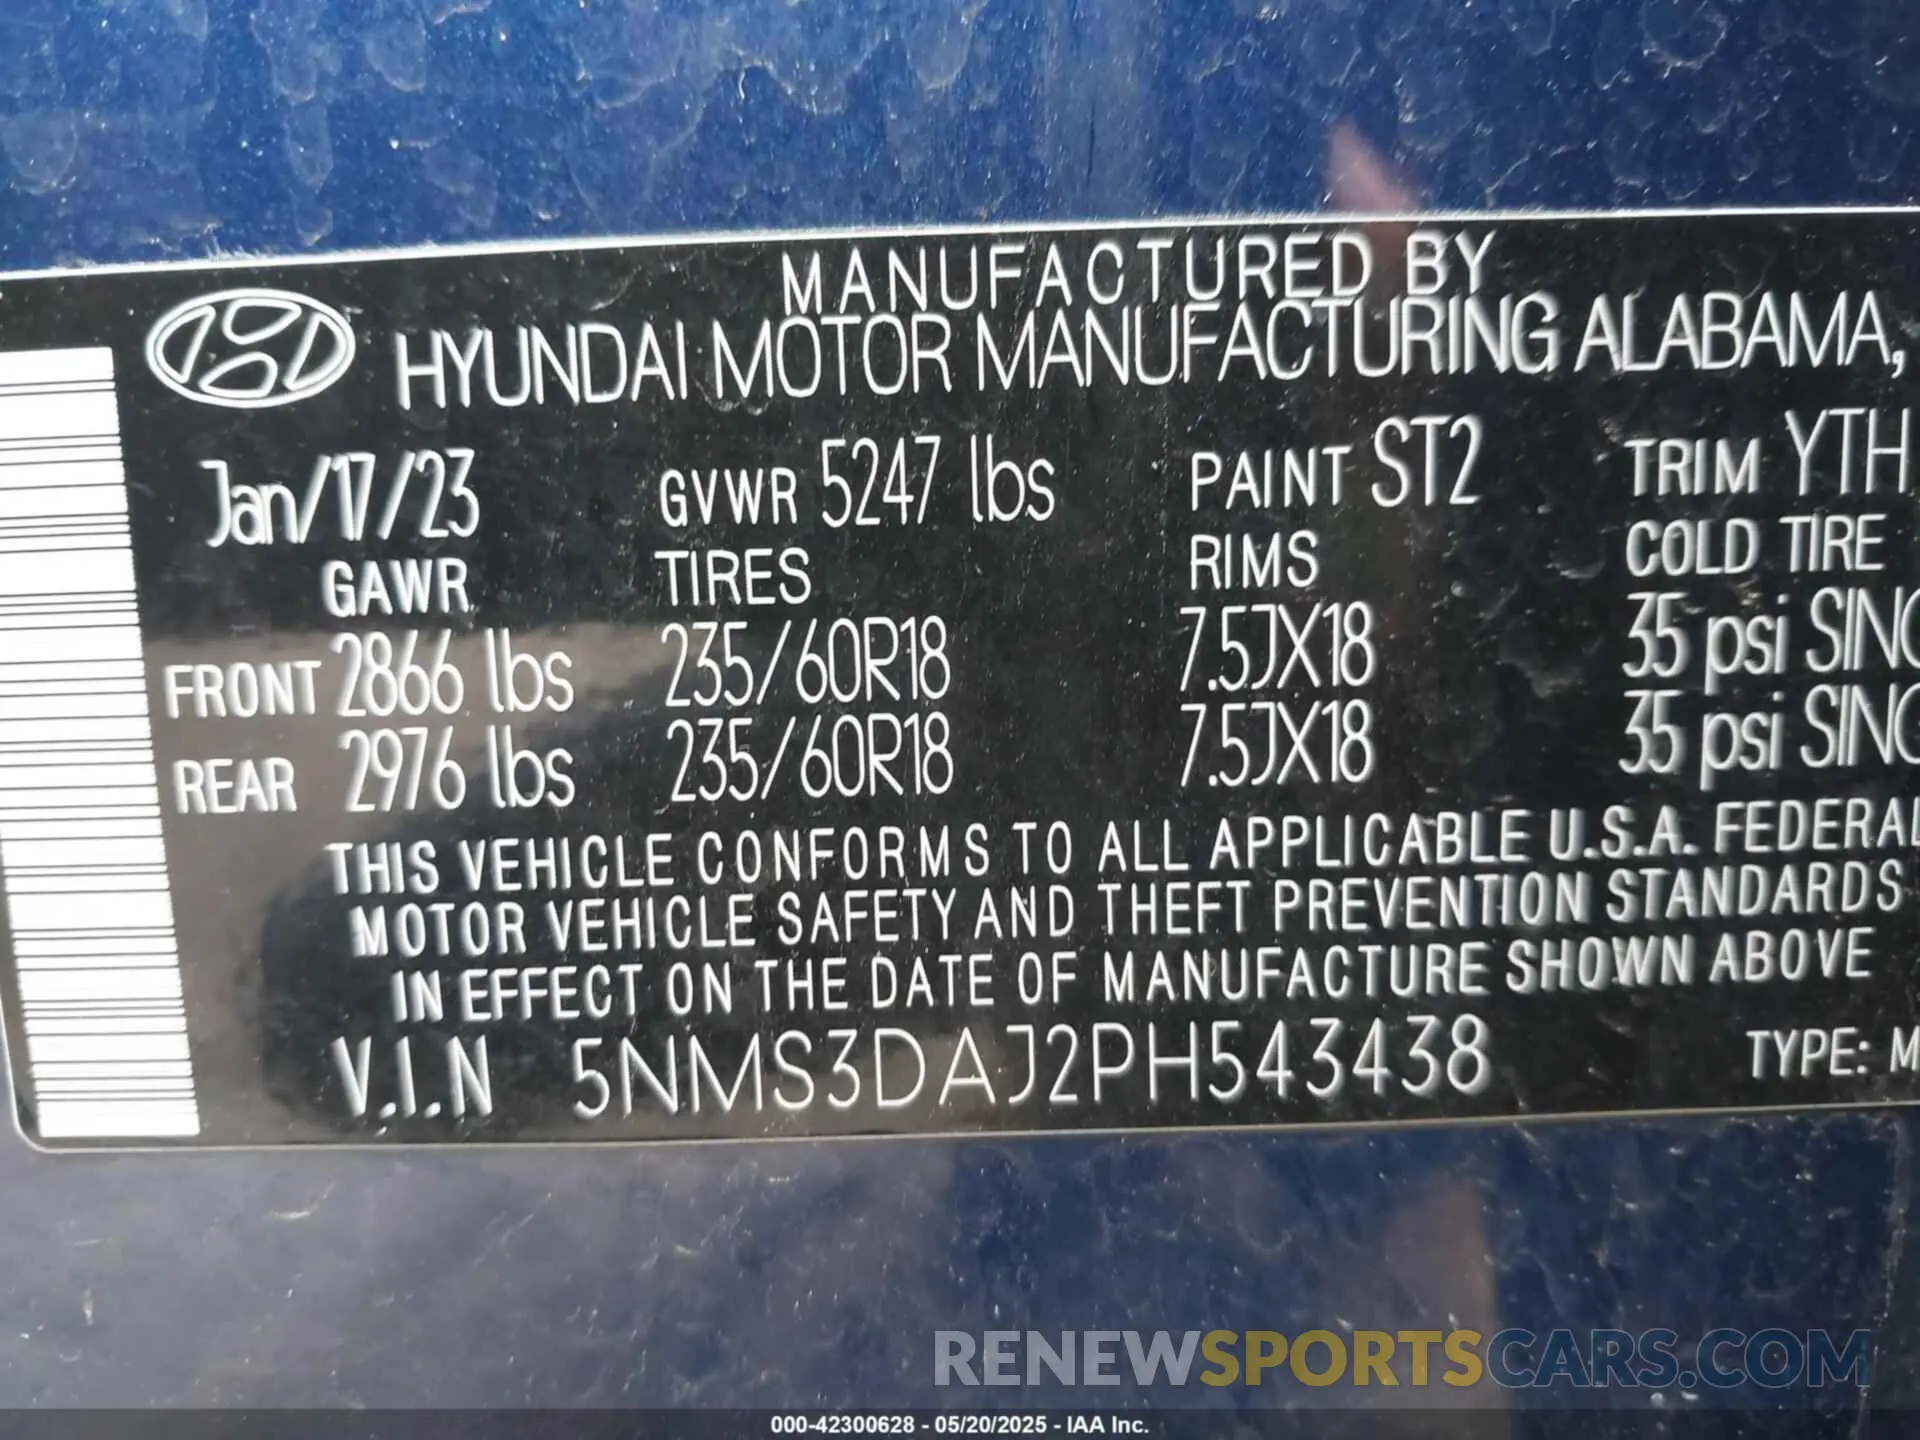 MANUFACTURED BY
HYUNDAI MOTOR MANUFACTURING ALABAMA,
Jan/17/23 GVWR 5247 lbs PAINT ST2 TRIM YTH
GAWR TIRES RIMS COLD TIRE
FRONT 2866 lbs 235/60R18 7.5JX18 35 psi SING
REAR 2976 lbs 235/60R18 7.5JX18 35 psi SING
THIS VEHICLE CONFORMS TO ALL APPLICABLE U.S.A. FEDERAL
MOTOR VEHICLE SAFETY AND THEFT PREVENTION STANDARDS
IN EFFECT ON THE DATE OF MANUFACTURE SHOWN ABOVE
V.I.N 5NMS3DAJ2PH543438 TYPE: M
RENEWSPORTSCARS.COM
000-42300628 - 05/20/2025 - IAA Inc.